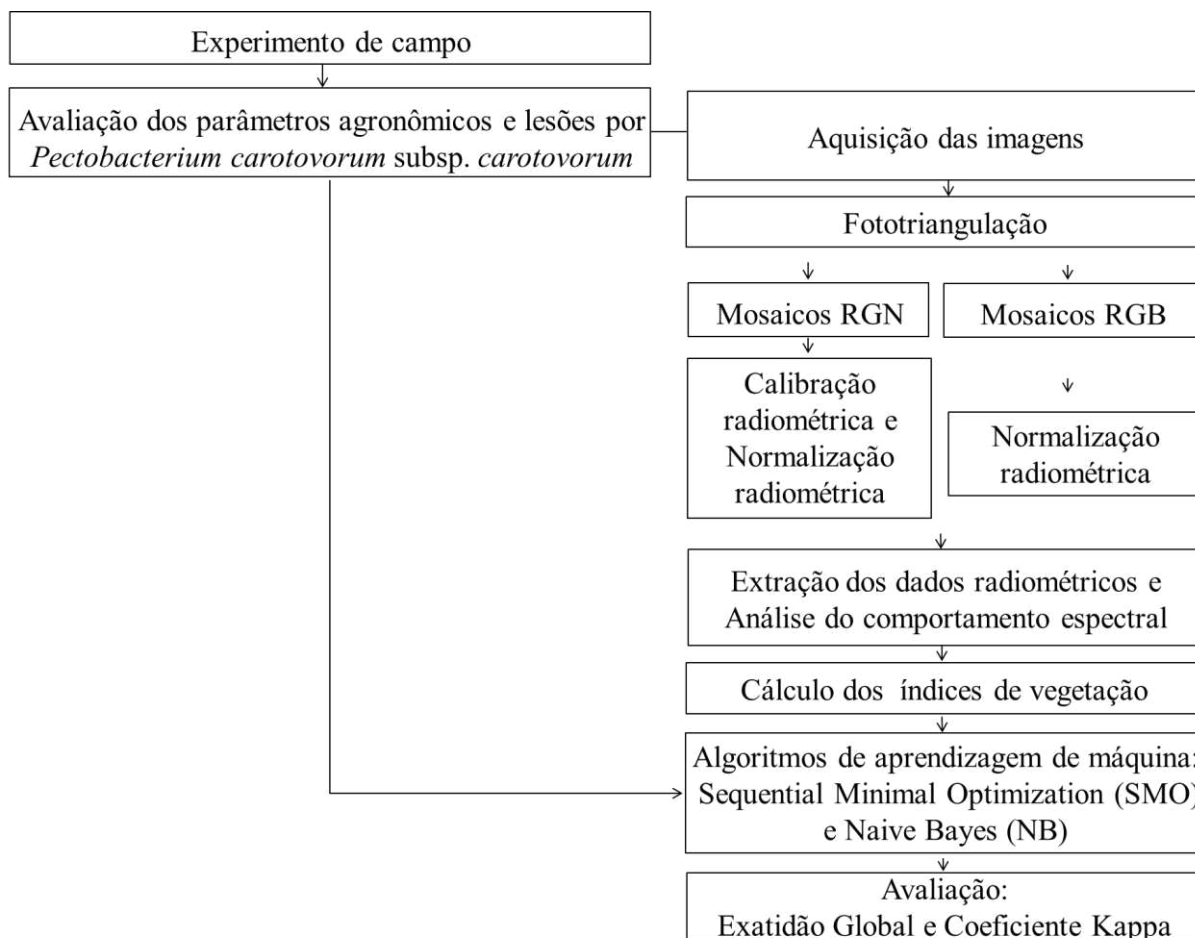 Experimento de campo
Avaliação dos parâmetros agronômicos e lesões por
Pectobacterium carotovorum subsp. carotovorum
Aquisição das imagens
Fototriangulação
Mosaicos RGN
Mosaicos RGB
Calibração
radiométrica e
Normalização
radiométrica
Normalização
radiométrica
Extração dos dados radiométricos e
Análise do comportamento espectral
Cálculo dos índices de vegetação
Algoritmos de aprendizagem de máquina:
Sequential Minimal Optimization (SMO)
e Naive Bayes (NB)
Avaliação:
Exatidão Global e Coeficiente Kappa